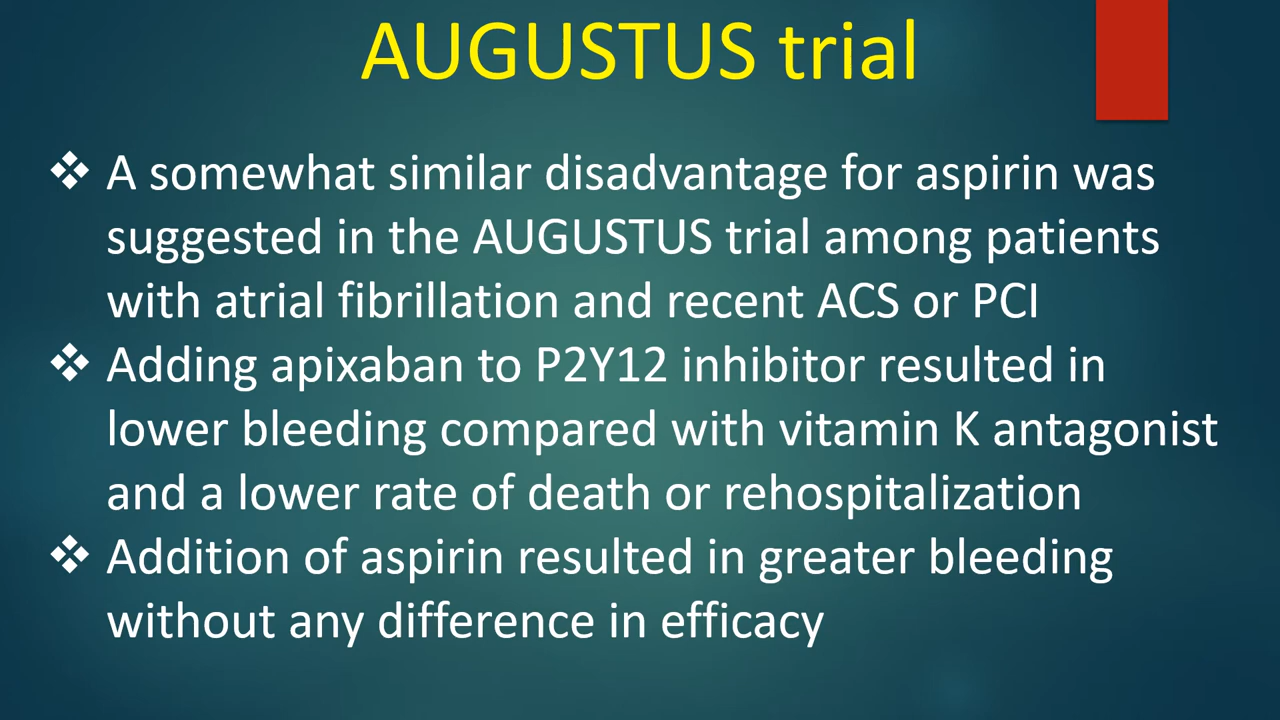 AUGUSTUS trial
❖ A somewhat similar disadvantage for aspirin was
suggested in the AUGUSTUS trial among patients
with atrial fibrillation and recent ACS or PCI
❖ Adding apixaban to P2Y12 inhibitor resulted in
lower bleeding compared with vitamin K antagonist
and a lower rate of death or rehospitalization
❖ Addition of aspirin resulted in greater bleeding
without any difference in efficacy